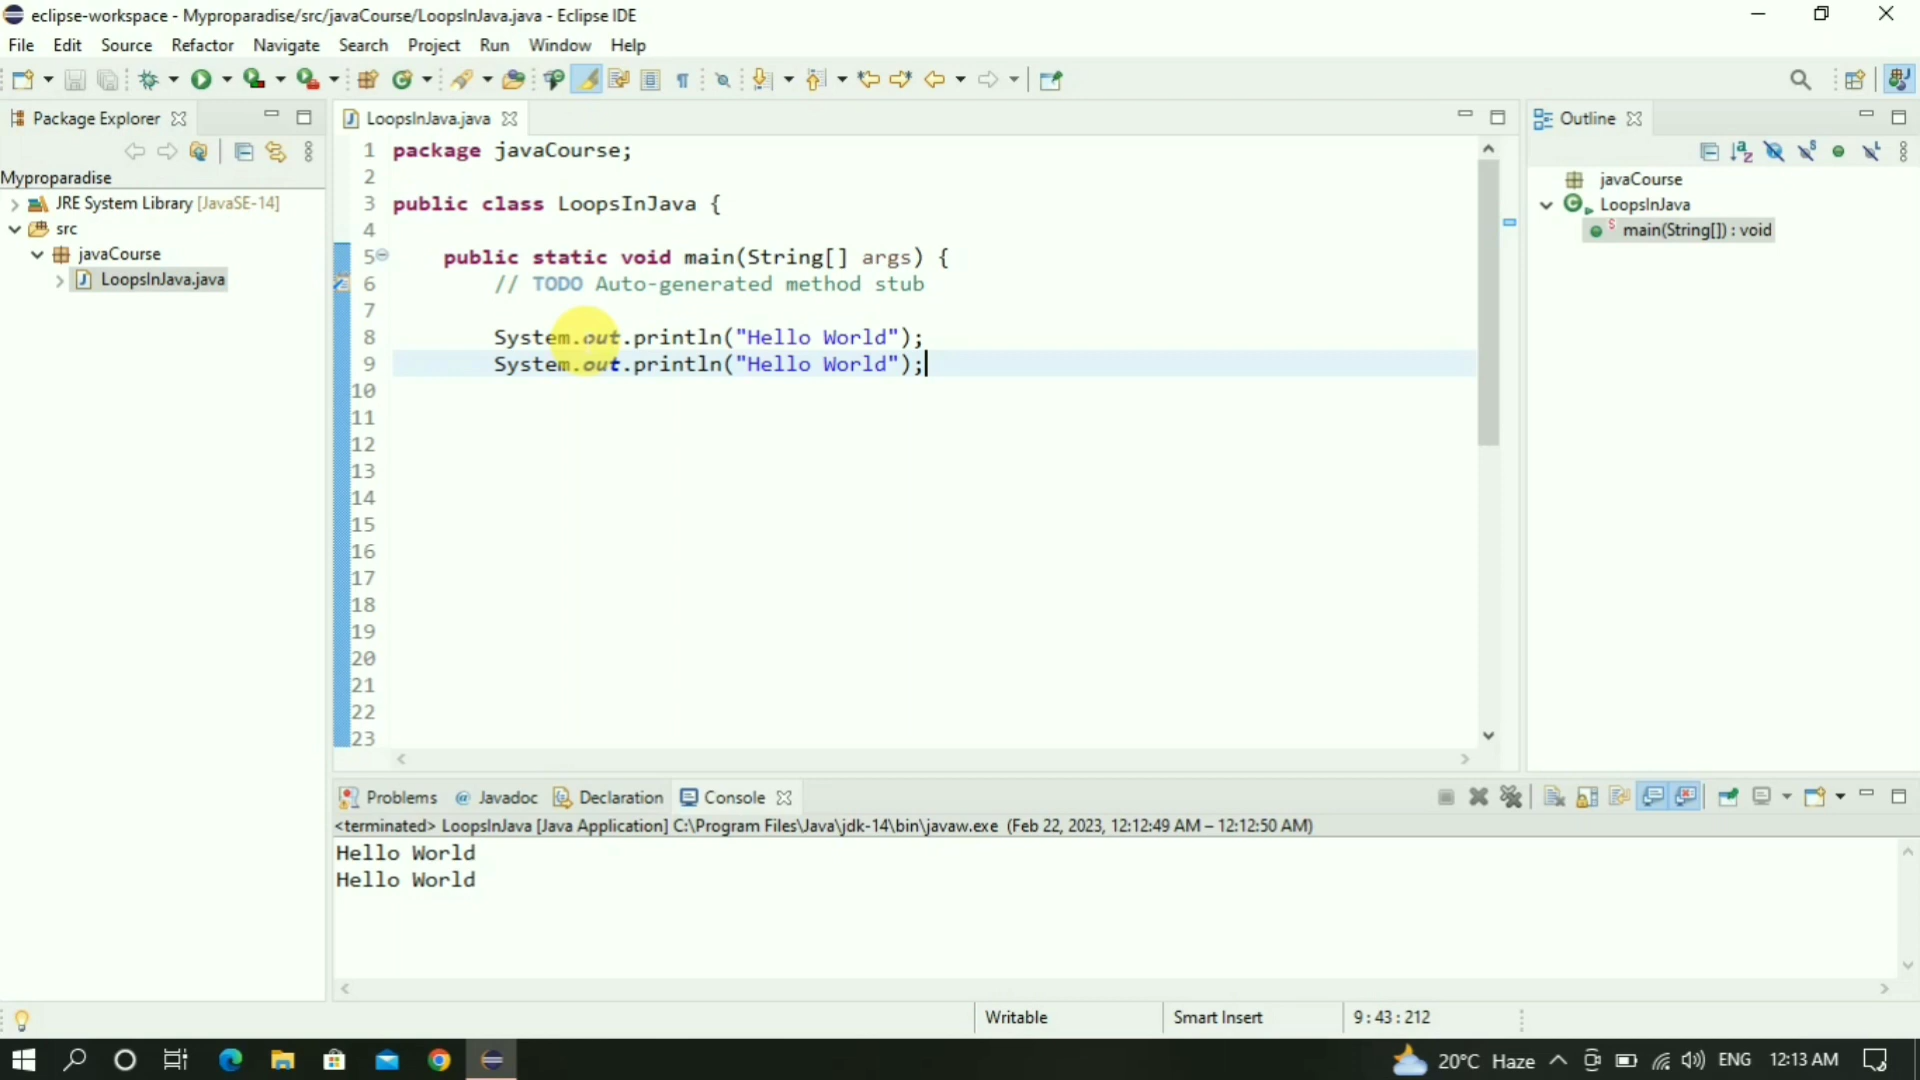 eclipse-workspace - Myproparadise/src/javaCourse/LoopsInJava.java - Eclipse IDE
File Edit Source Refactor Navigate Search Project Run Window Help
Package Explorer
LoopsInJava.java
Outline
Myproparadise
JRE System Library [JavaSE-14]
src
javaCourse
LoopsInJava.java
1 package javaCourse;
2
3 public class LoopsInJava {
4
5 public static void main(String[] args) {
6 // TODO Auto-generated method stub
7
8 System.out.println("Hello World");
9 System.out.println("Hello World");
10
11
12
13
14
15
16
17
18
19
20
21
22
23
javaCourse
LoopsInJava
main(String[]) : void
Problems @ Javadoc Declaration Console
<terminated> LoopsInJava [Java Application] C:\Program Files\Java\jdk-14\bin\javaw.exe (Feb 22, 2023, 12:12:49 AM – 12:12:50 AM)
Hello World
Hello World
Writable Smart Insert 9 : 43 : 212
20°C Haze ENG 12:13 AM